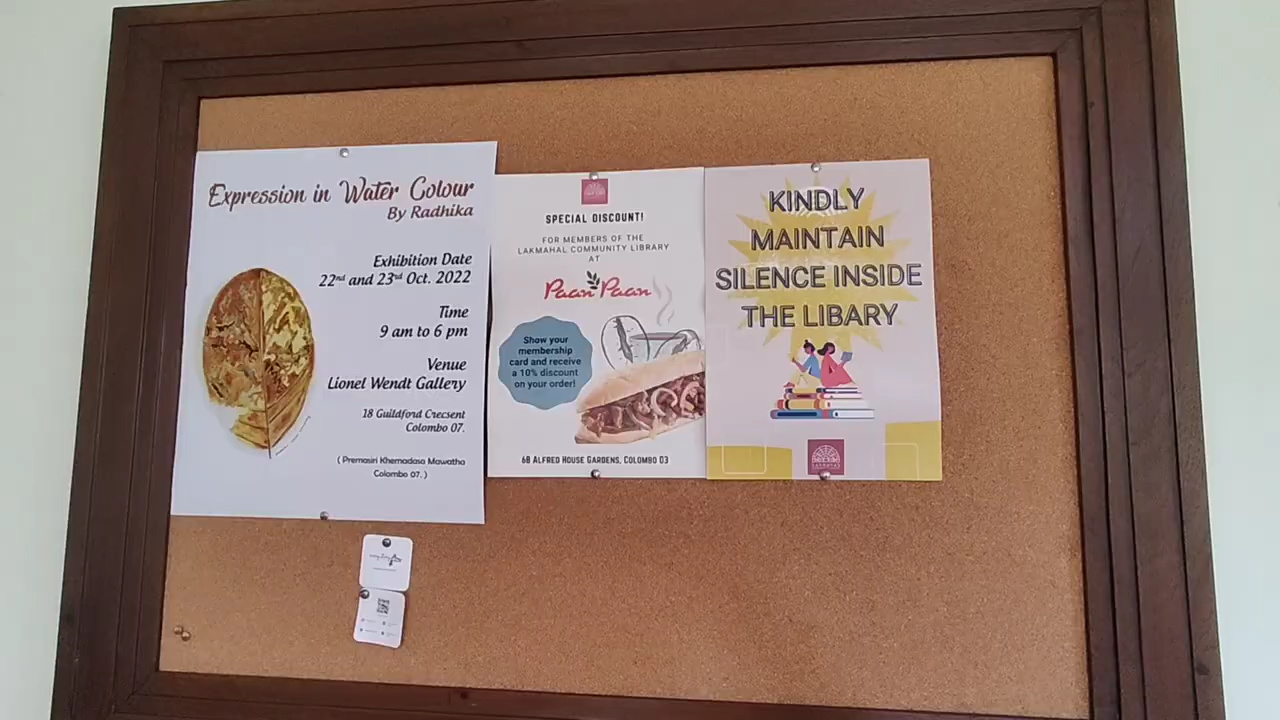 Expression in Water Colour
By Radhika
Exhibition Date
22nd and 23rd Oct. 2022
Time
9 am to 6 pm
Venue
Lionel Wendt Gallery
18 Guildford Crecsent
Colombo 07.
( Premasiri Khemadasa Mawatha
Colombo 07. )
SPECIAL DISCOUNT!
FOR MEMBERS OF THE
LAKMAHAL COMMUNITY LIBRARY
AT
Paan Paan
Show your
membership
card and receive
a 10% discount
on your order!
68 ALFRED HOUSE GARDENS, COLOMBO 03
KINDLY
MAINTAIN
SILENCE INSIDE
THE LIBARY